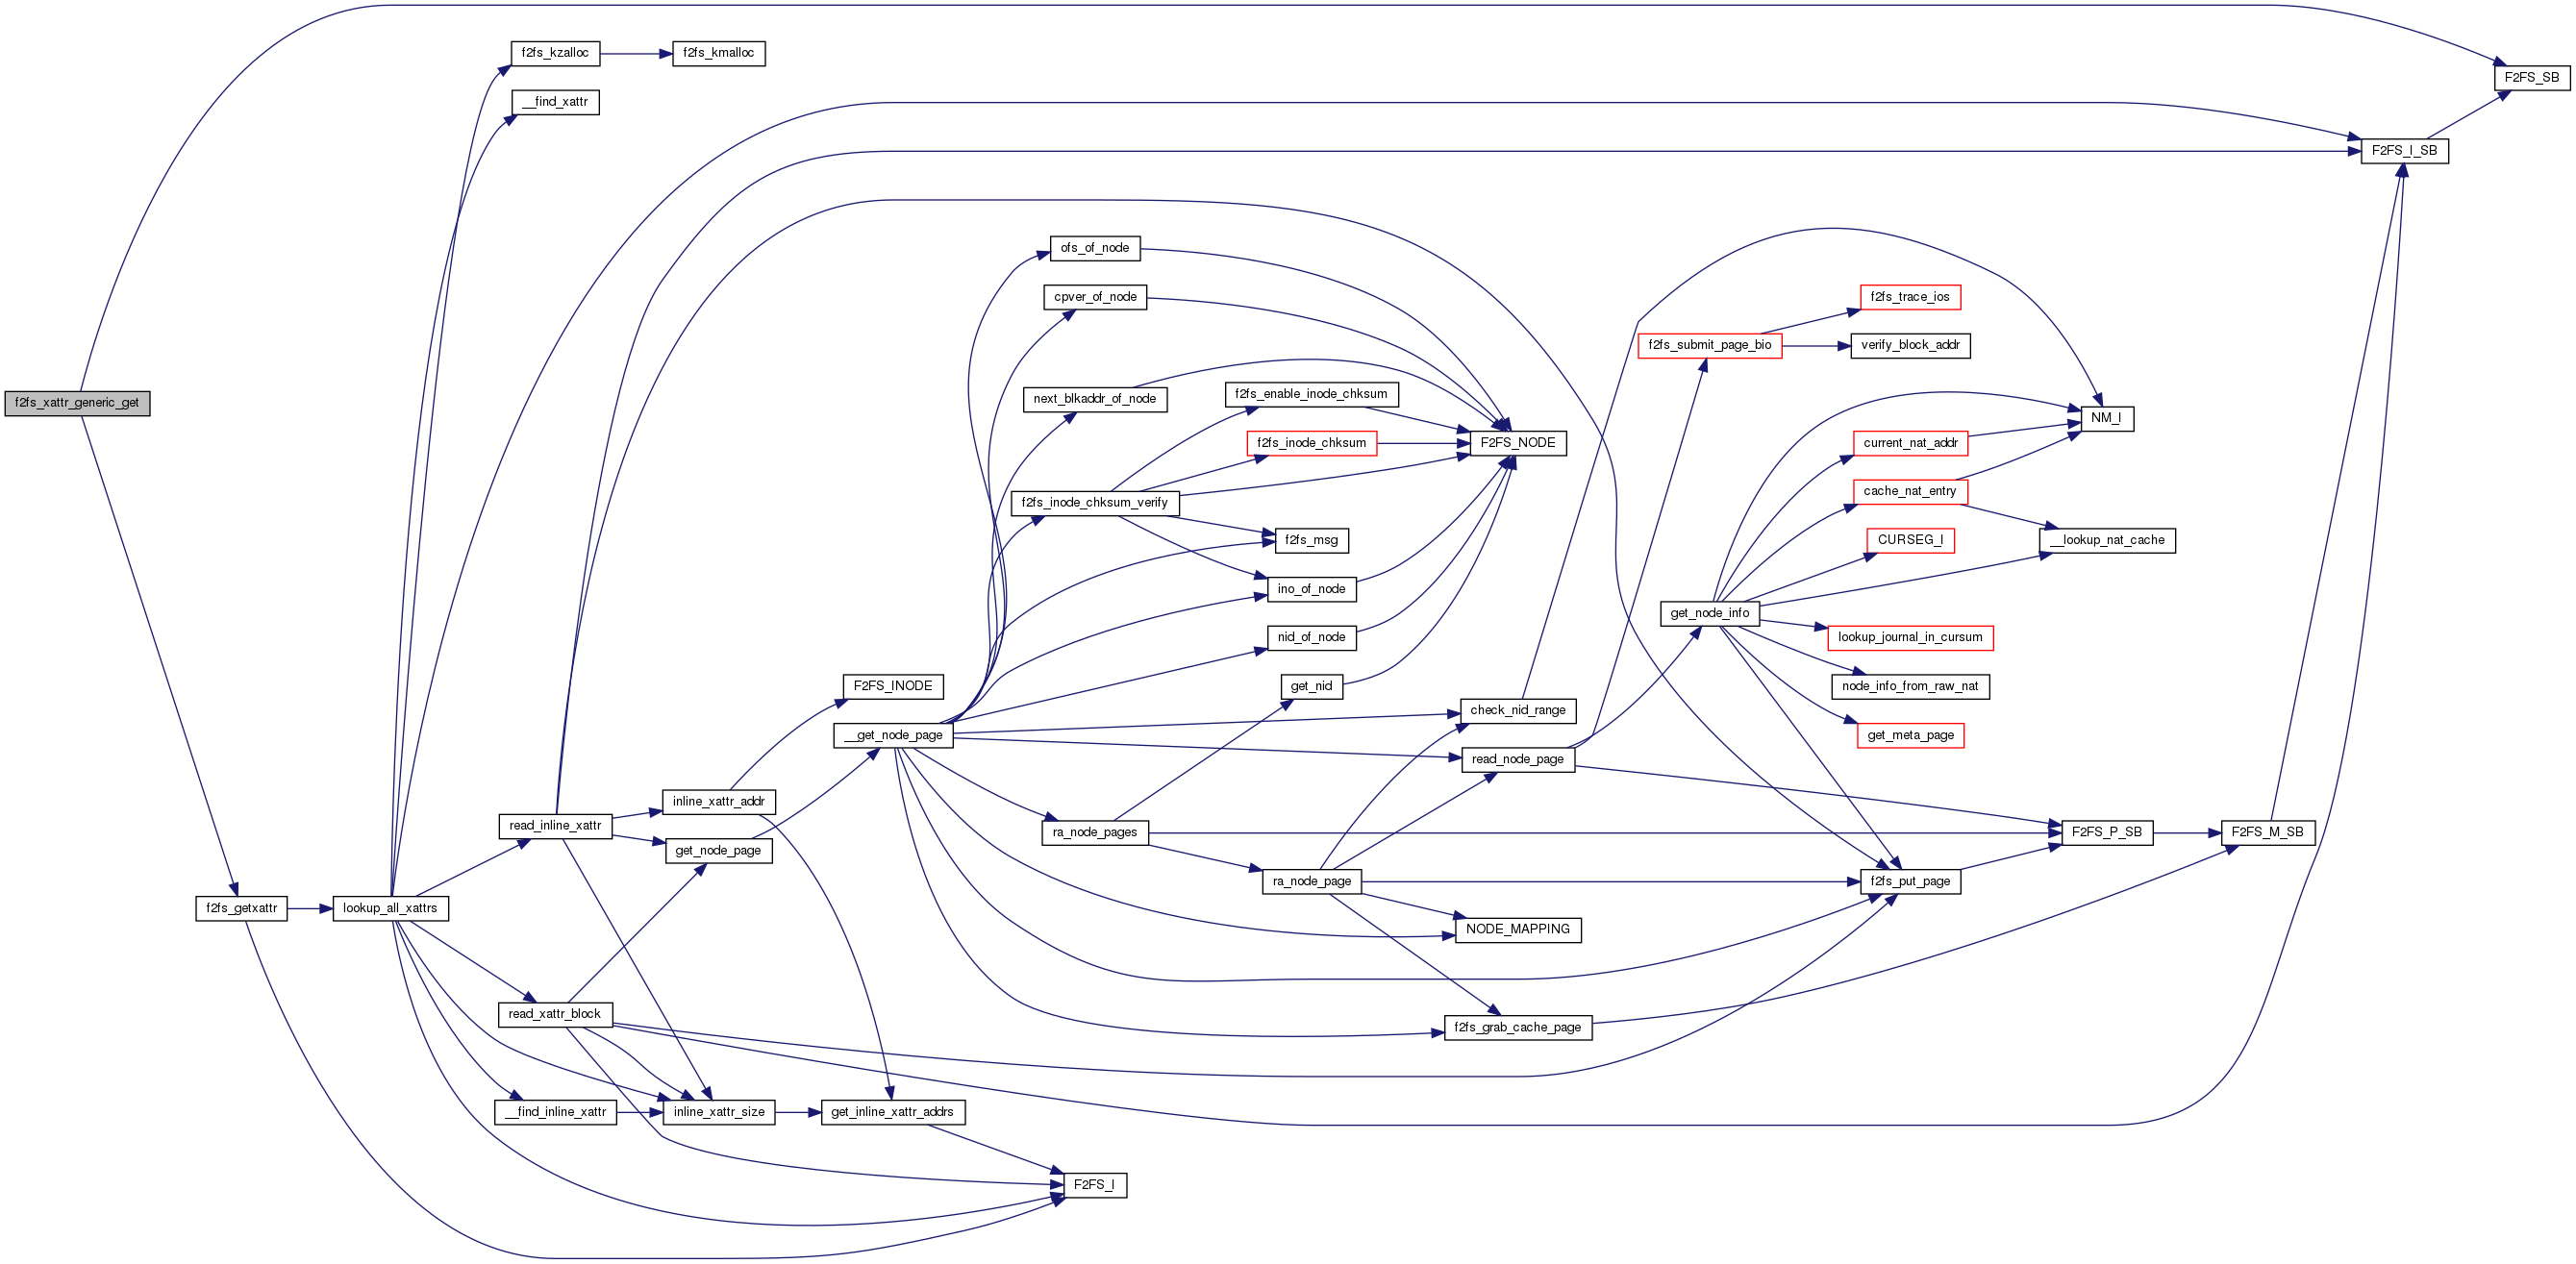 f2fs_xattr_generic_get
f2fs_getxattr
lookup_all_xattrs
f2fs_kzalloc
f2fs_kmalloc
__find_xattr
read_inline_xattr
read_xattr_block
__find_inline_xattr
inline_xattr_addr
get_node_page
inline_xattr_size
F2FS_INODE
__get_node_page
get_inline_xattr_addrs
ofs_of_node
cpver_of_node
next_blkaddr_of_node
f2fs_inode_chksum_verify
ra_node_pages
F2FS_I
f2fs_enable_inode_chksum
f2fs_inode_chksum
f2fs_msg
ino_of_node
nid_of_node
get_nid
ra_node_page
F2FS_NODE
check_nid_range
read_node_page
NODE_MAPPING
f2fs_grab_cache_page
f2fs_submit_page_bio
get_node_info
f2fs_trace_ios
verify_block_addr
current_nat_addr
cache_nat_entry
CURSEG_I
lookup_journal_in_cursum
node_info_from_raw_nat
get_meta_page
f2fs_put_page
NM_I
__lookup_nat_cache
F2FS_P_SB
F2FS_M_SB
F2FS_I_SB
F2FS_SB